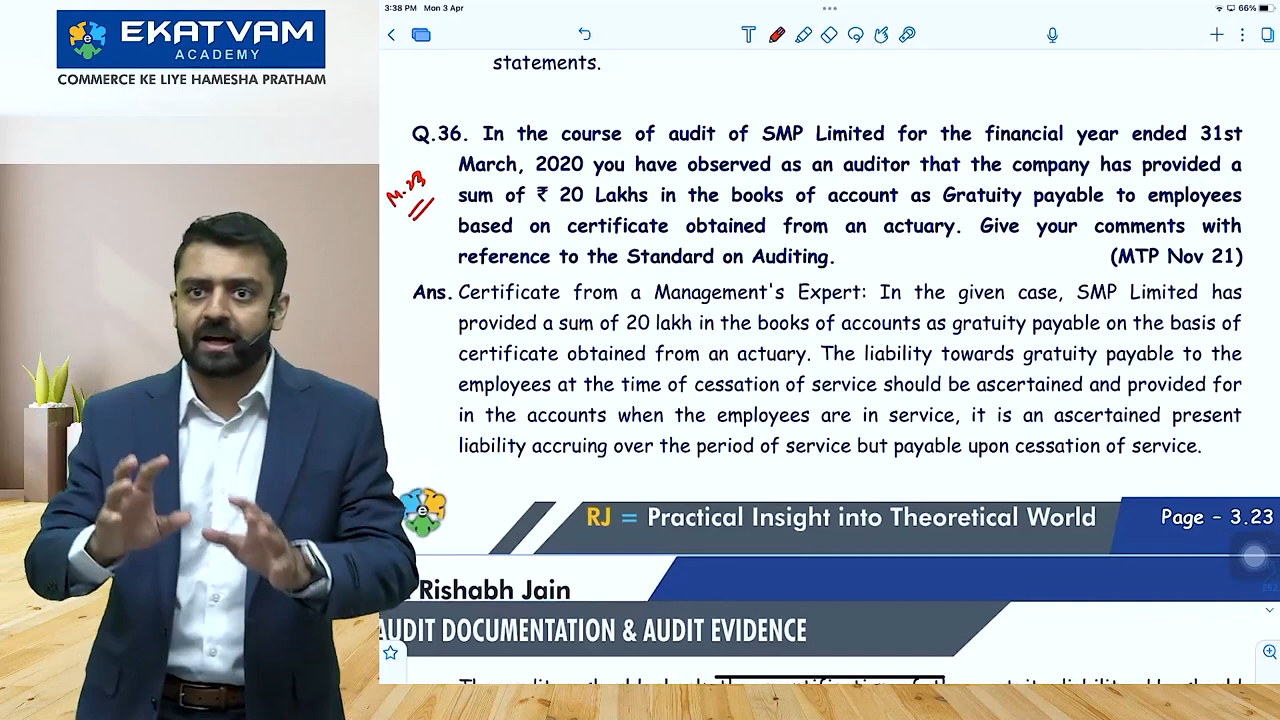 3:38 PM Mon 3 Apr
66%
EKATVAM
ACADEMY
COMMERCE KE LIYE HAMESHA PRATHAM
statements.
Q.36. In the course of audit of SMP Limited for the financial year ended 31st
March, 2020 you have observed as an auditor that the company has provided a
M-23
sum of ₹ 20 Lakhs in the books of account as Gratuity payable to employees
based on certificate obtained from an actuary. Give your comments with
reference to the Standard on Auditing. (MTP Nov 21)
Ans. Certificate from a Management's Expert: In the given case, SMP Limited has
provided a sum of 20 lakh in the books of accounts as gratuity payable on the basis of
certificate obtained from an actuary. The liability towards gratuity payable to the
employees at the time of cessation of service should be ascertained and provided for
in the accounts when the employees are in service, it is an ascertained present
liability accruing over the period of service but payable upon cessation of service.
RJ = Practical Insight into Theoretical World Page - 3.23
Rishabh Jain
AUDIT DOCUMENTATION & AUDIT EVIDENCE